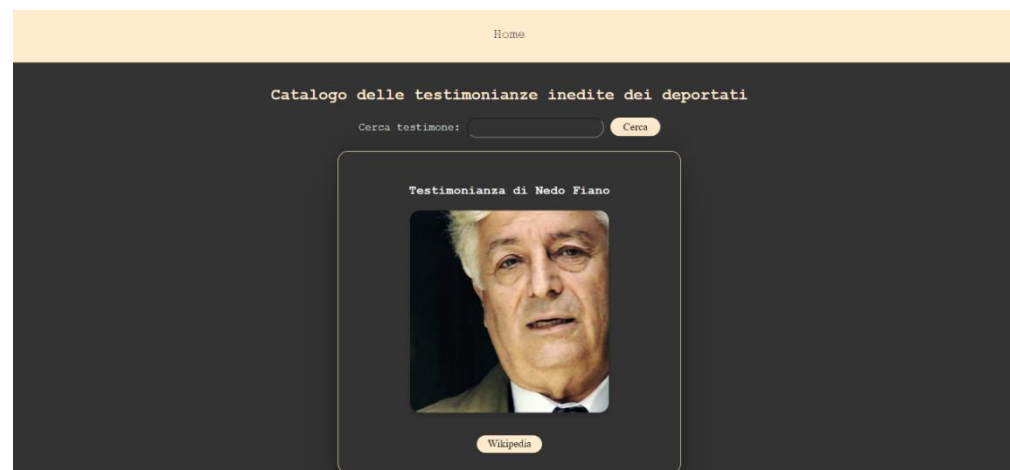 Home
Catalogo delle testimonianze inedite dei deportati
Cerca testimone: Cerca
Testimonianza di Nedo Fiano
Wikipedia